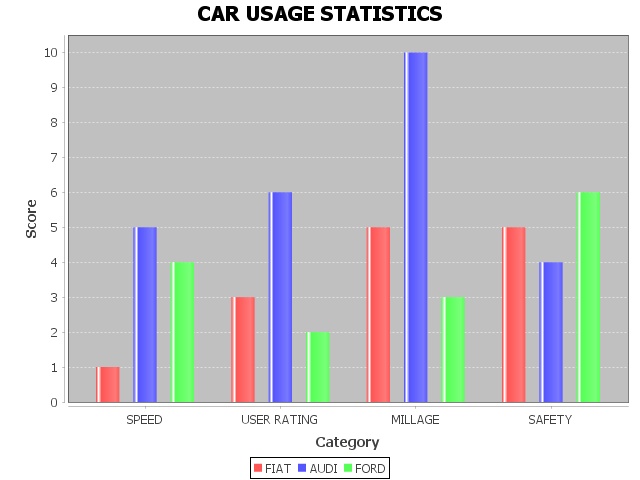 CAR USAGE STATISTICS
10
9
8
7
6
5
4
3
2
1
0
Score
SPEED USER RATING MILLAGE SAFETY
Category
FIAT AUDI FORD